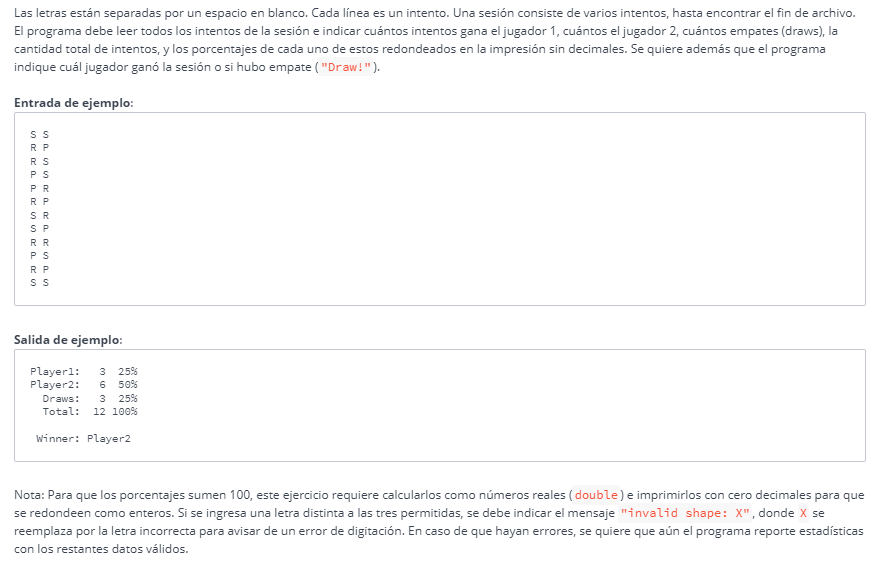 Las letras están separadas por un espacio en blanco. Cada línea es un intento. Una sesión consiste de varios intentos, hasta encontrar el fin de archivo.
El programa debe leer todos los intentos de la sesión e indicar cuántos intentos gana el jugador 1, cuántos el jugador 2, cuántos empates (draws), la
cantidad total de intentos, y los porcentajes de cada uno de estos redondeados en la impresión sin decimales. Se quiere además que el programa
indique cuál jugador ganó la sesión o si hubo empate ("Draw!").
Entrada de ejemplo:
S S
R P
R S
P S
P R
R P
S R
S P
R R
P S
R P
S S
Salida de ejemplo:
Player1:   3  25%
Player2:   6  50%
Draws:   3  25%
Total:  12 100%
Winner: Player2
Nota: Para que los porcentajes sumen 100, este ejercicio requiere calcularlos como números reales (double) e imprimirlos con cero decimales para que
se redondeen como enteros. Si se ingresa una letra distinta a las tres permitidas, se debe indicar el mensaje "invalid shape: X", donde X se
reemplaza por la letra incorrecta para avisar de un error de digitación. En caso de que hayan errores, se quiere que aún el programa reporte estadísticas
con los restantes datos válidos.